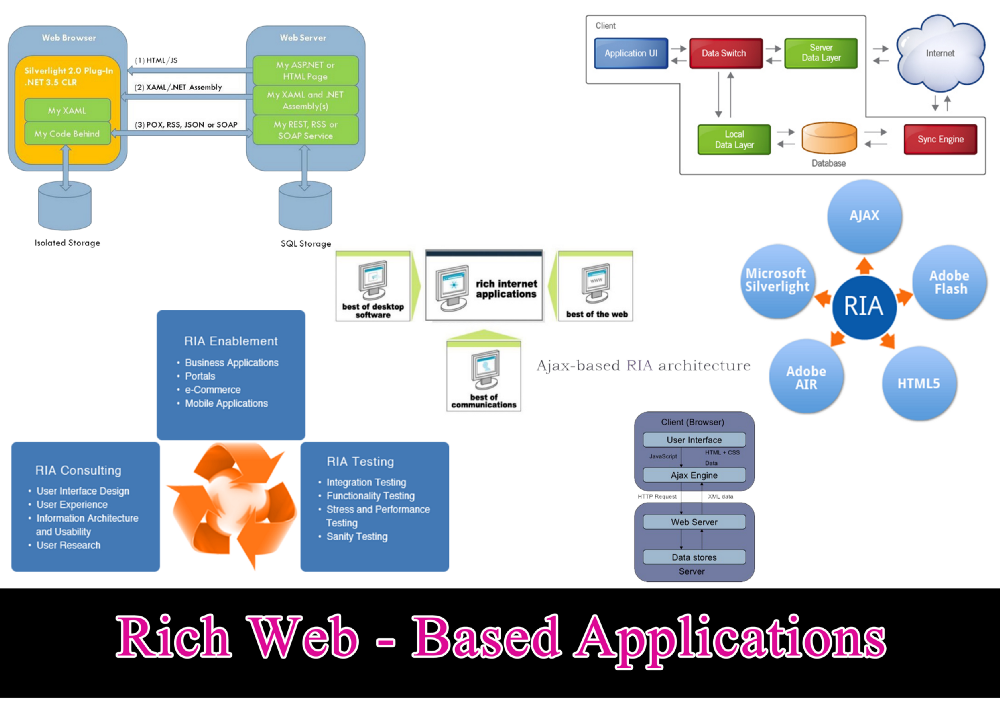 Web Browser
Silverlight 2.0 Plug-In
.NET 3.5 CLR
My XAML
My Code Behind
Isolated Storage
(1) HTML/JS
(2) XAML/.NET Assembly
(3) POX, RSS, JSON or SOAP
Web Server
My ASP.NET or
HTML Page
My XAML and .NET
Assembly(s)
My REST, RSS or
SOAP Service
SQL Storage
Client
Application UI
Data Switch
Server
Data Layer
Internet
Local
Data Layer
Database
Sync Engine
best of desktop
software
rich internet
applications
www
best of the web
best of
communications
AJAX
Microsoft
Silverlight
Adobe
Flash
RIA
Adobe
AIR
HTML5
RIA Enablement
• Business Applications
• Portals
• e-Commerce
• Mobile Applications
RIA Consulting
• User Interface Design
• User Experience
• Information Architecture
and Usability
• User Research
RIA Testing
• Integration Testing
• Functionality Testing
• Stress and Performance
Testing
• Sanity Testing
Ajax-based RIA architecture
Client (Browser)
User Interface
JavaScript
HTML + CSS
Data
Ajax Engine
HTTP Request
XML data
Web Server
Data stores
Server
Rich Web - Based Applications